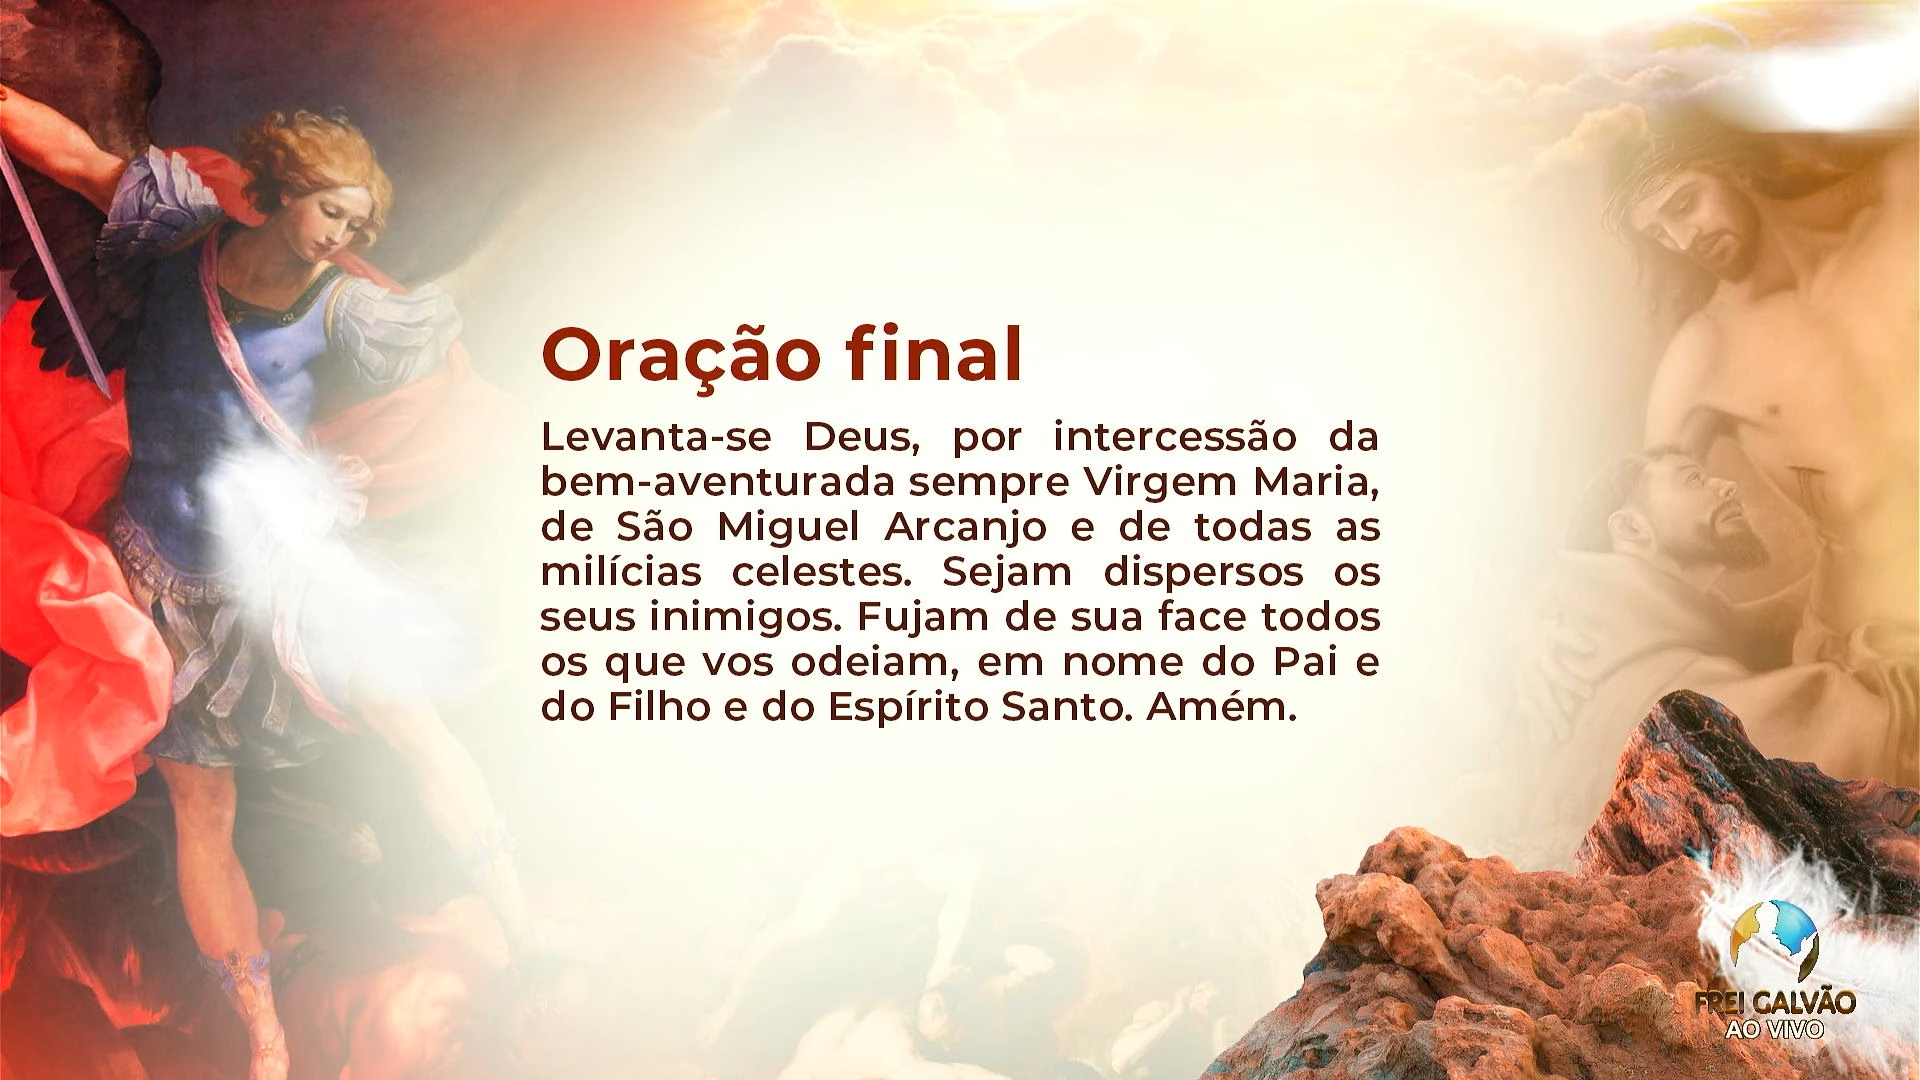 Oração final
Levanta-se Deus, por intercessão da
bem-aventurada sempre Virgem Maria,
de São Miguel Arcanjo e de todas as
milícias celestes. Sejam dispersos os
seus inimigos. Fujam de sua face todos
os que vos odeiam, em nome do Pai e
do Filho e do Espírito Santo. Amém.
FREI GALVÃO
AO VIVO